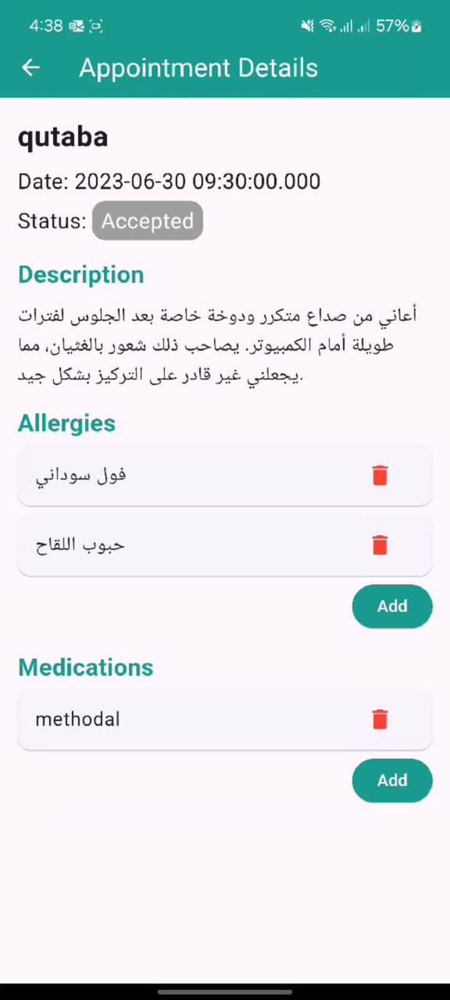 4:38
57%
Appointment Details
qutaba
Date: 2023-06-30 09:30:00.000
Status: Accepted
Description
أعاني من صداع متكرر ودوخة خاصة بعد الجلوس لفترات
طويلة أمام الكمبيوتر. يصاحب ذلك شعور بالغثيان، مما
يجعلني غير قادر على التركيز بشكل جيد.
Allergies
فول سوداني
حبوب اللقاح
Add
Medications
methodal
Add